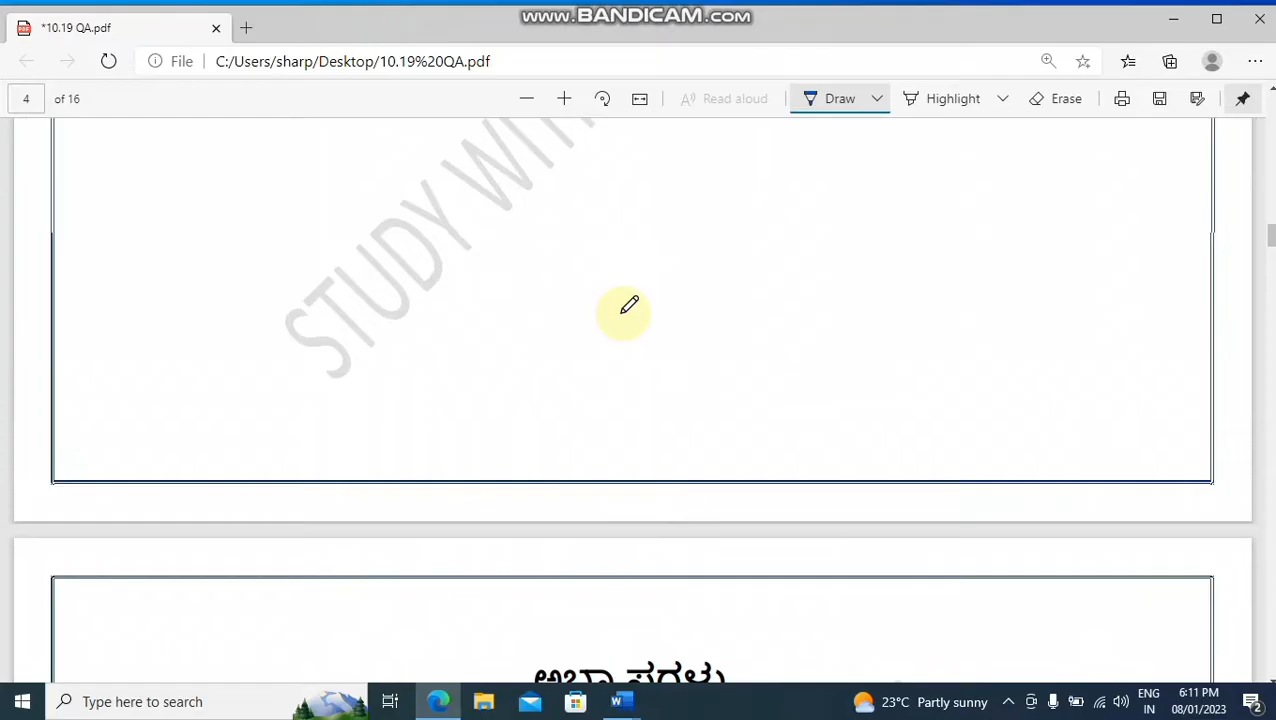 www.BANDICAM.com
*10.19 QA.pdf
File C:/Users/sharp/Desktop/10.19%20QA.pdf
4 of 16 Read aloud Draw Highlight Erase
STUDY WITH
Type here to search 23°C Partly sunny ENG IN 6:11 PM 08/01/2023 2